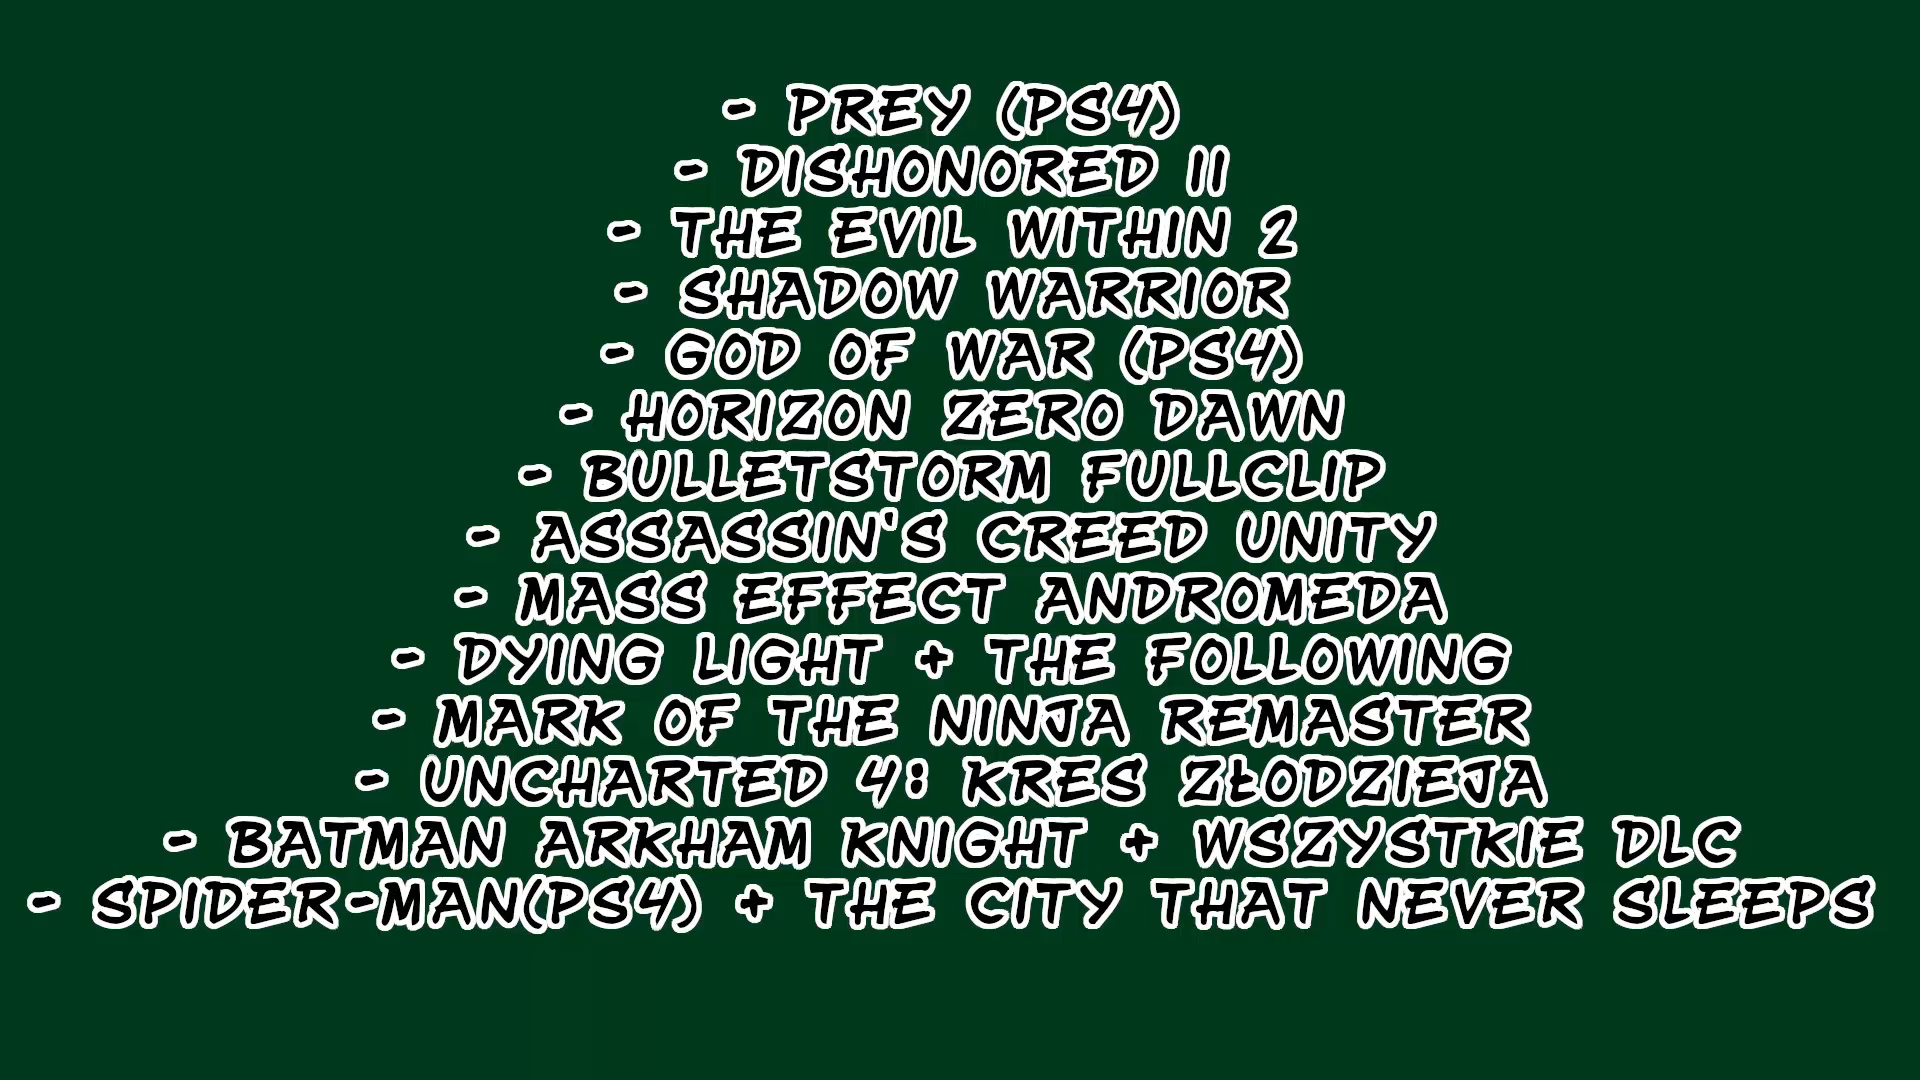 - PREY (PS4)
- DISHONORED II
- THE EVIL WITHIN 2
- SHADOW WARRIOR
- GOD OF WAR (PS4)
- HORIZON ZERO DAWN
- BULLETSTORM FULLCLIP
- ASSASSIN'S CREED UNITY
- MASS EFFECT ANDROMEDA
- DYING LIGHT + THE FOLLOWING
- MARK OF THE NINJA REMASTER
- UNCHARTED 4: KRES ZŁODZIEJA
- BATMAN ARKHAM KNIGHT + WSZYSTKIE DLC
- SPIDER-MAN(PS4) + THE CITY THAT NEVER SLEEPS